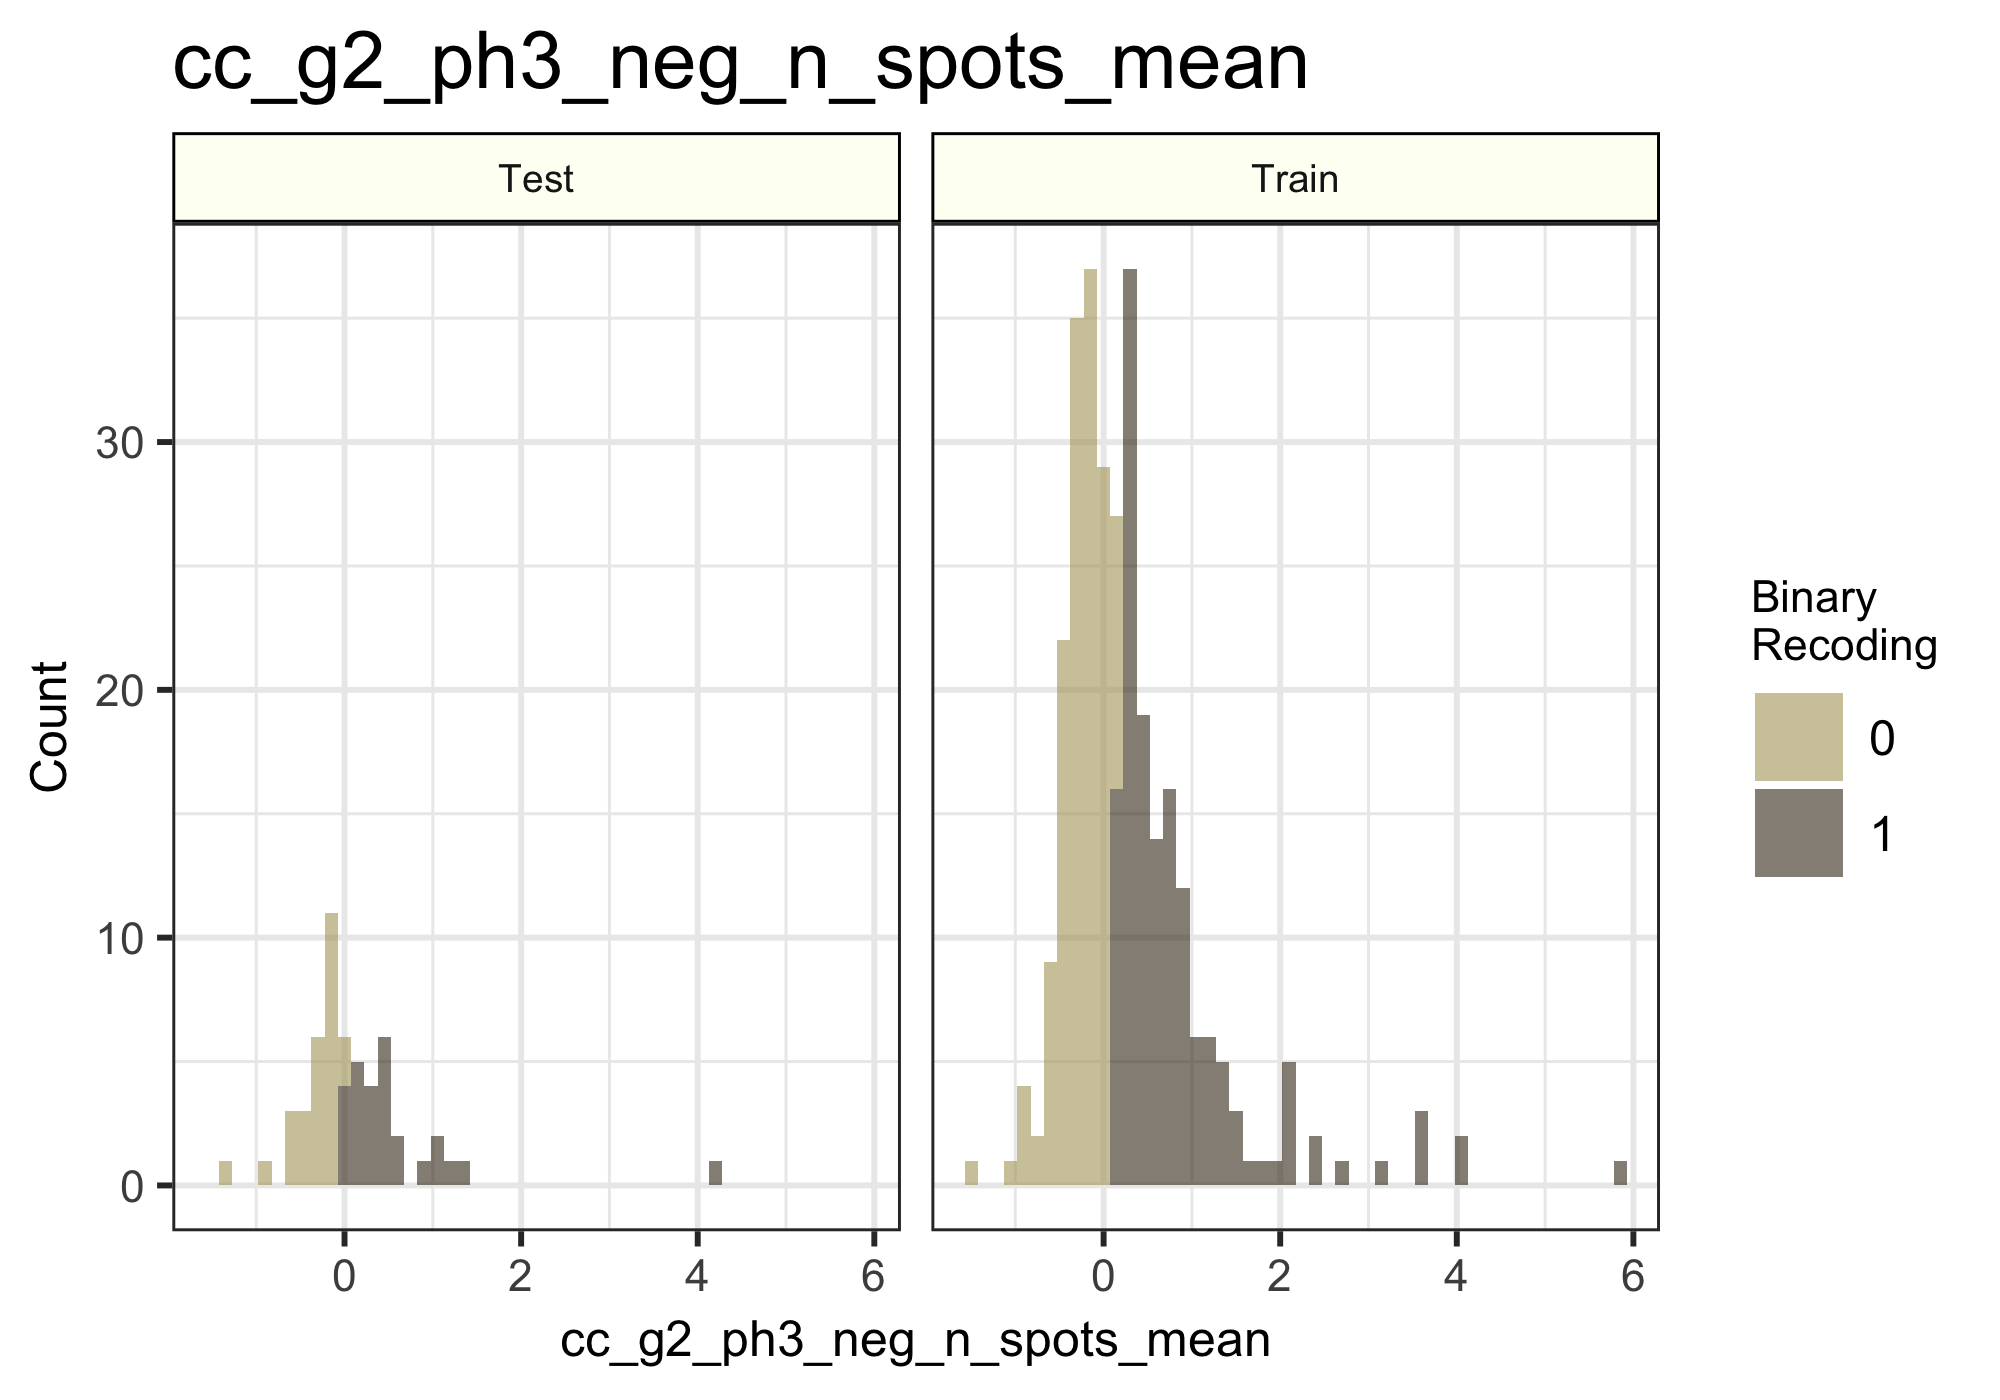 cc_g2_ph3_neg_n_spots_mean
Test
Train
30
20
10
0
Count
0 2 4 6
0 2 4 6
cc_g2_ph3_neg_n_spots_mean
Binary
Recoding
0
1